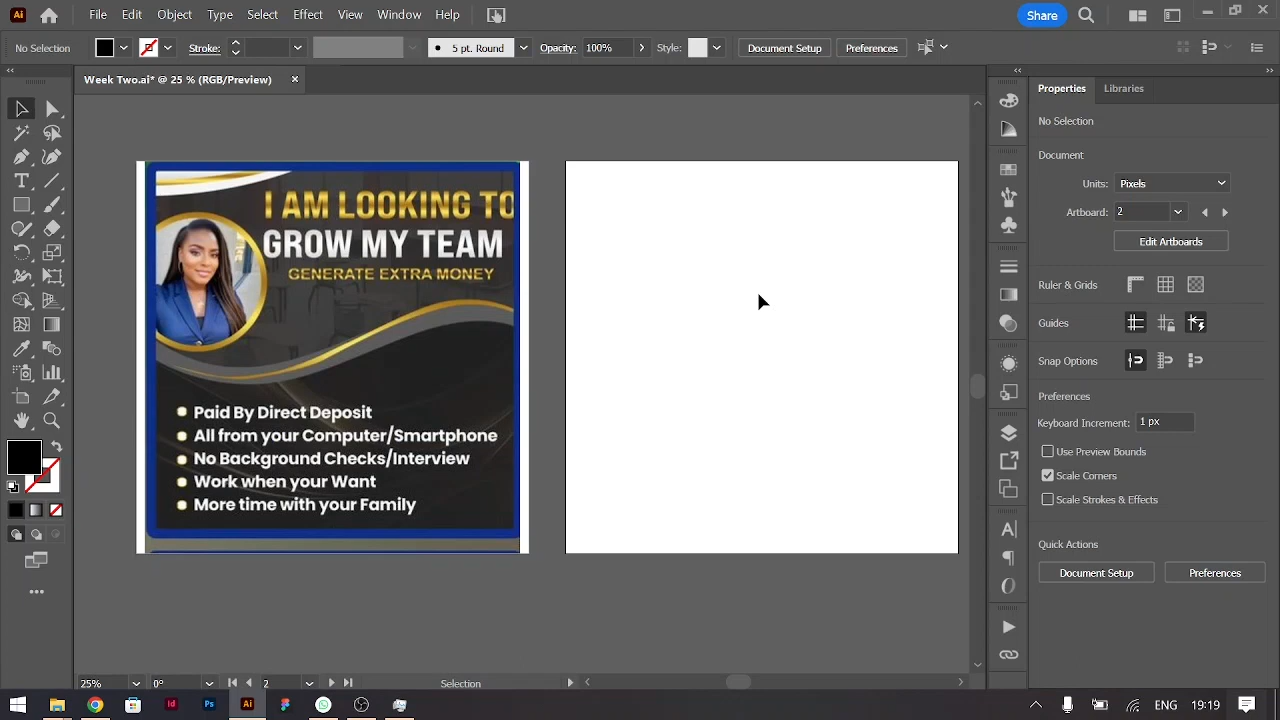 Ai File Edit Object Type Select Effect View Window Help Share
No Selection Stroke: 5 pt. Round Opacity: 100% Style: Document Setup Preferences
Week Two.ai* @ 25 % (RGB/Preview)
I AM LOOKING TO
GROW MY TEAM
GENERATE EXTRA MONEY
Paid By Direct Deposit
All from your Computer/Smartphone
No Background Checks/Interview
Work when your Want
More time with your Family
Properties Libraries
No Selection
Document
Units: Pixels
Artboard: 2
Edit Artboards
Ruler & Grids
Guides
Snap Options
Preferences
Keyboard Increment: 1 px
Use Preview Bounds
Scale Corners
Scale Strokes & Effects
Quick Actions
Document Setup Preferences
25% 0° 2 Selection
Id Ps Ai ENG 19:19